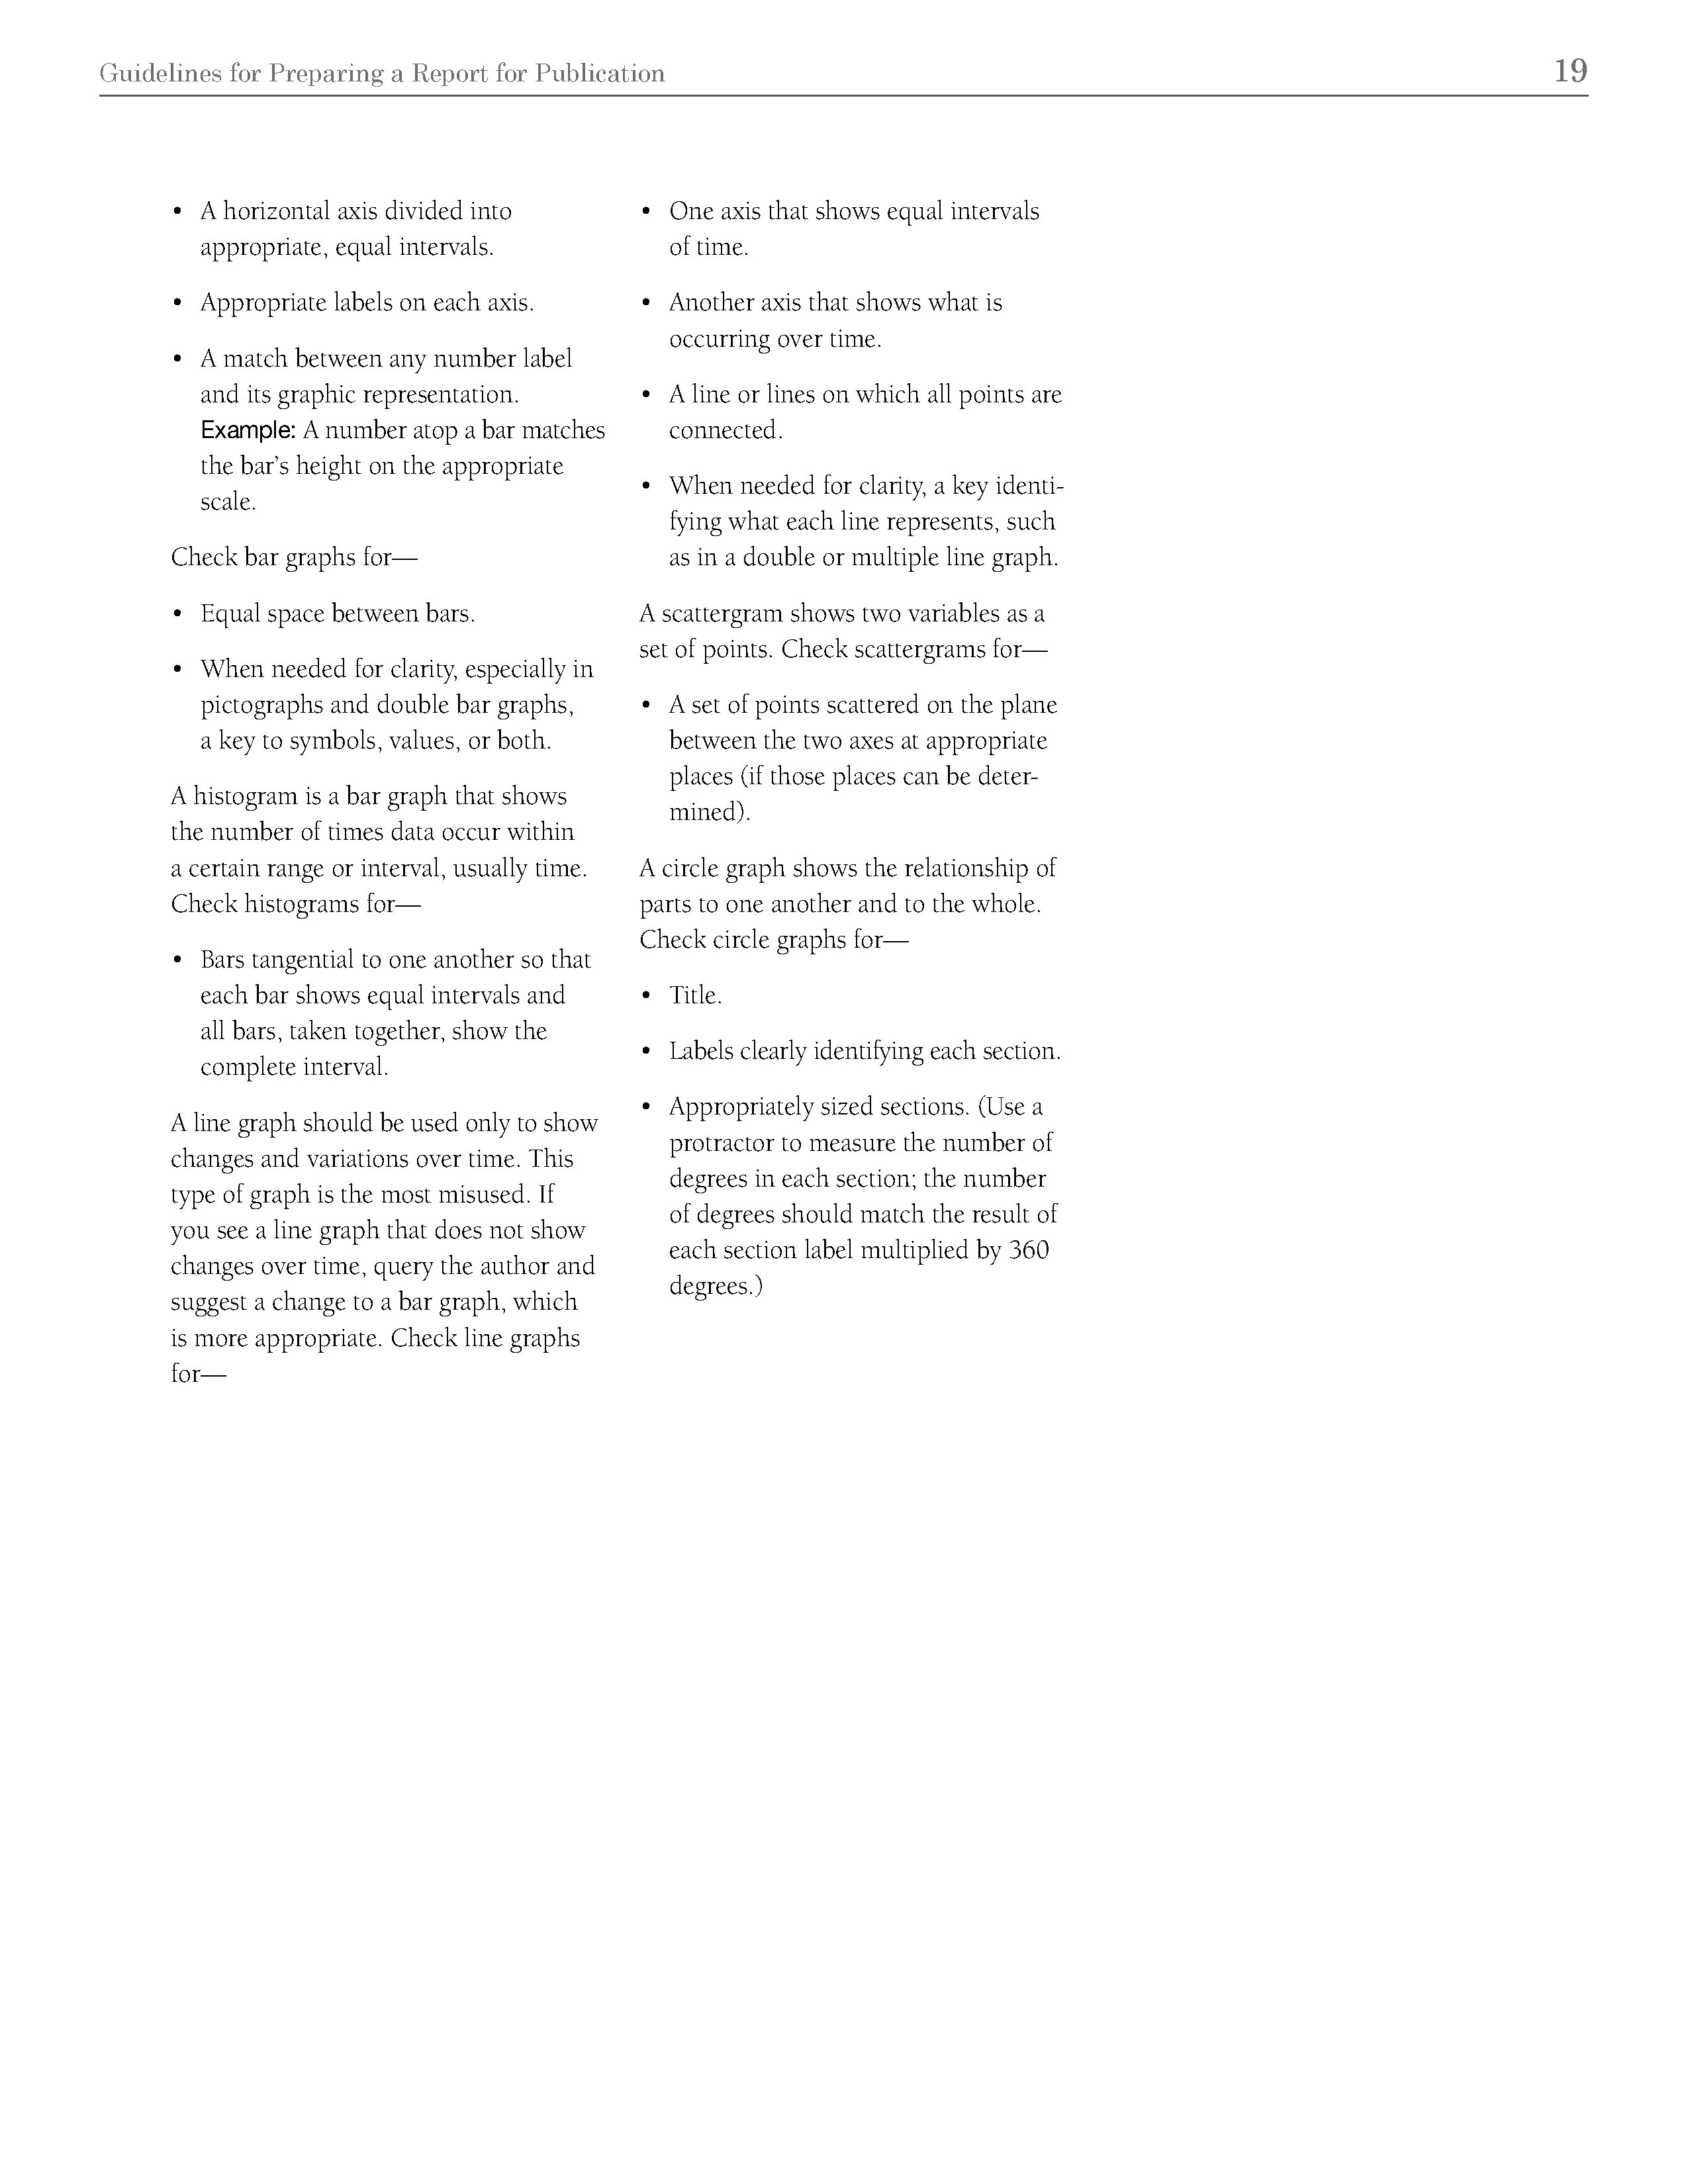 Guidelines for Preparing a Report for Publication 19
• A horizontal axis divided into
appropriate, equal intervals.
• Appropriate labels on each axis.
• A match between any number label
and its graphic representation.
Example: A number atop a bar matches
the bar’s height on the appropriate
scale.
Check bar graphs for—
• Equal space between bars.
• When needed for clarity, especially in
pictographs and double bar graphs,
a key to symbols, values, or both.
A histogram is a bar graph that shows
the number of times data occur within
a certain range or interval, usually time.
Check histograms for—
• Bars tangential to one another so that
each bar shows equal intervals and
all bars, taken together, show the
complete interval.
A line graph should be used only to show
changes and variations over time. This
type of graph is the most misused. If
you see a line graph that does not show
changes over time, query the author and
suggest a change to a bar graph, which
is more appropriate. Check line graphs
for—
• One axis that shows equal intervals
of time.
• Another axis that shows what is
occurring over time.
• A line or lines on which all points are
connected.
• When needed for clarity, a key identi-
fying what each line represents, such
as in a double or multiple line graph.
A scattergram shows two variables as a
set of points. Check scattergrams for—
• A set of points scattered on the plane
between the two axes at appropriate
places (if those places can be deter-
mined).
A circle graph shows the relationship of
parts to one another and to the whole.
Check circle graphs for—
• Title.
• Labels clearly identifying each section.
• Appropriately sized sections. (Use a
protractor to measure the number of
degrees in each section; the number
of degrees should match the result of
each section label multiplied by 360
degrees.)